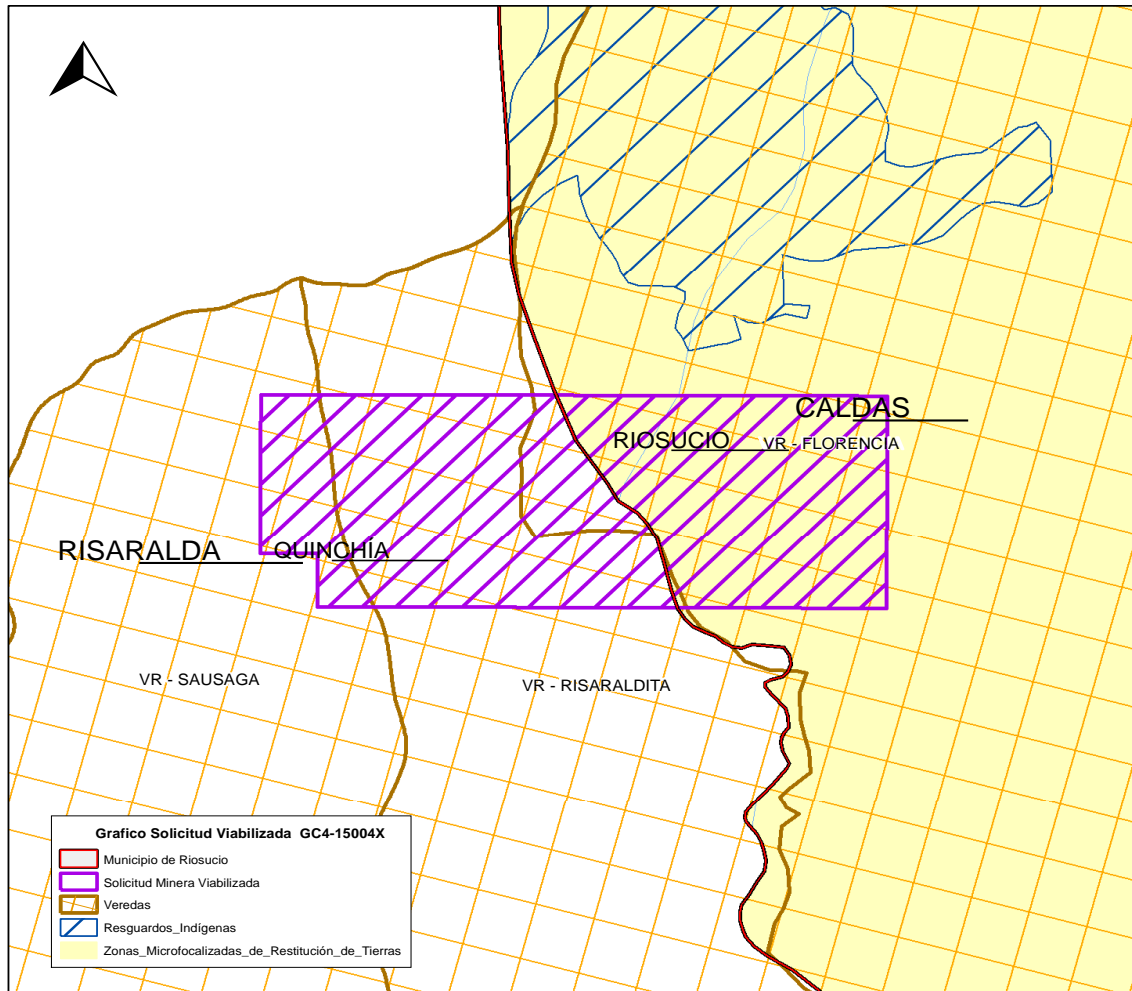 CALDAS
RIOSUCIO
VR - FLORENCIA
RISARALDA
QUINCHÍA
VR - SAUSAGA
VR - RISARALDITA
Grafico Solicitud Viabilizada GC4-15004X
Municipio de Riosucio
Solicitud Minera Viabilizada
Veredas
Resguardos_Indígenas
Zonas_Microfocalizadas_de_Restitución_de_Tierras